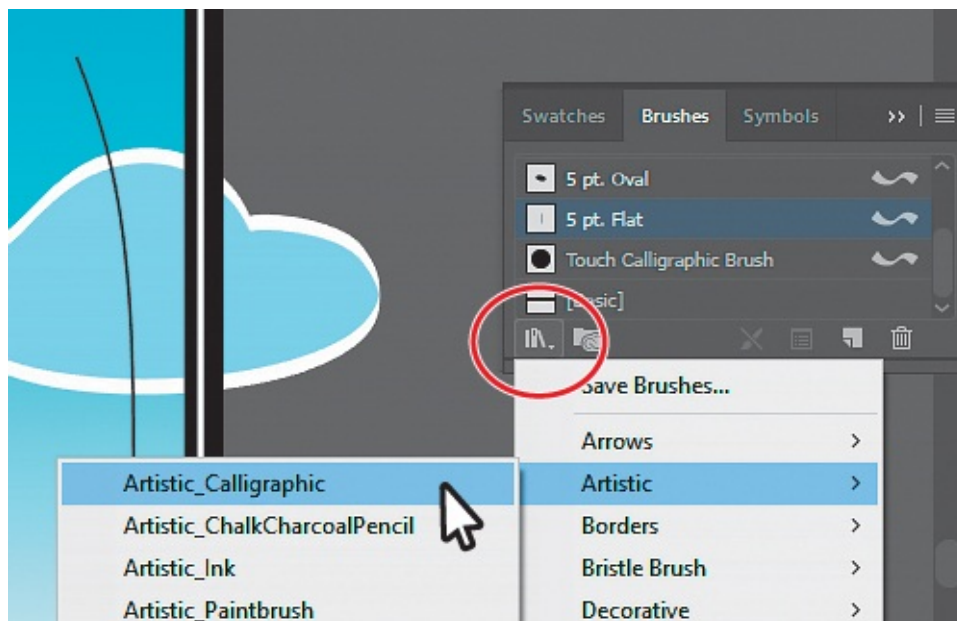 Swatches Brushes Symbols
5 pt. Oval
5 pt. Flat
Touch Calligraphic Brush
[Basic]
Save Brushes...
Arrows
Artistic
Borders
Bristle Brush
Decorative
Artistic_Calligraphic
Artistic_ChalkCharcoalPencil
Artistic_Ink
Artistic_Paintbrush